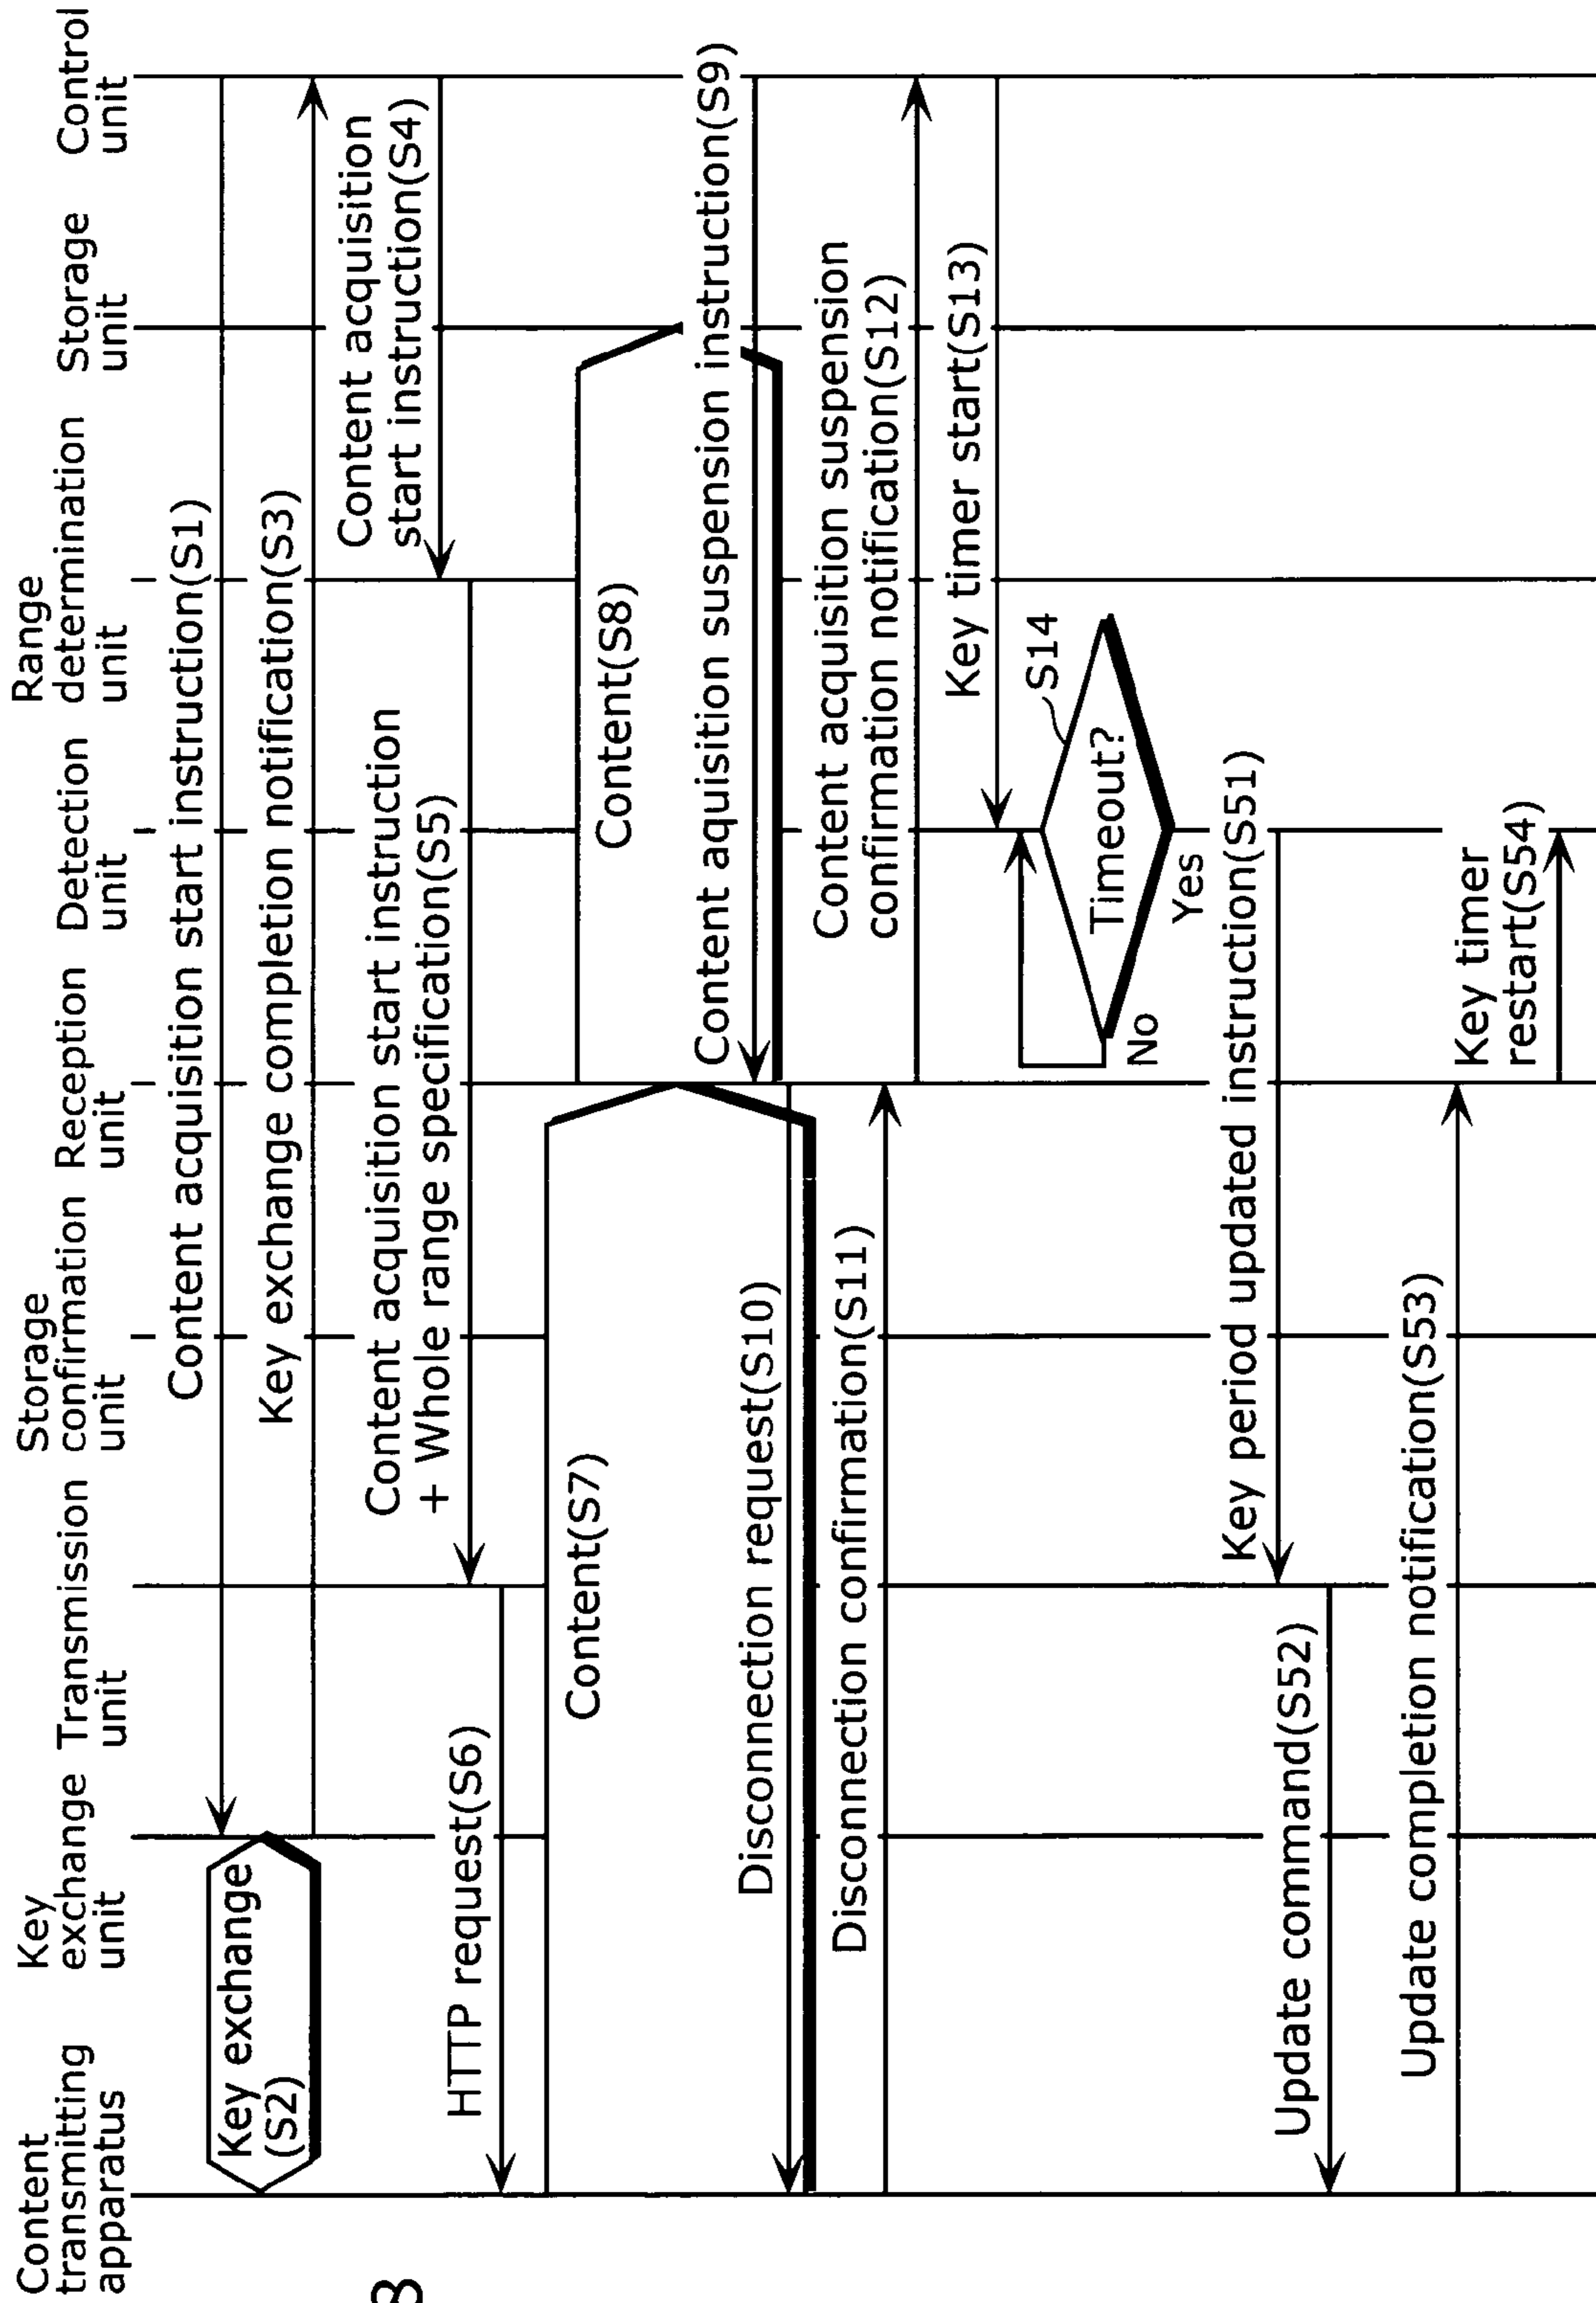 Content
transmitting
apparatus
Key
exchange
unit
Transmission
unit
Storage
confirmation
unit
Reception
unit
Detection
unit
Range
determination
unit
Storage
unit
Control
unit
Content acquisition start instruction(S1)
Key exchange
(S2)
Key exchange completion notification(S3)
Content acquisition
start instruction(S4)
Content acquisition start instruction
+ Whole range specification(S5)
HTTP request(S6)
Content(S7)
Content(S8)
Content aquisition suspension instruction(S9)
Disconnection request(S10)
Disconnection confirmation(S11)
Content acquisition suspension
confirmation notification(S12)
Key timer start(S13)
S14
Timeout?
No
Yes
Key period updated instruction(S51)
Update command(S52)
Update completion notification(S53)
Key timer
restart(S54)